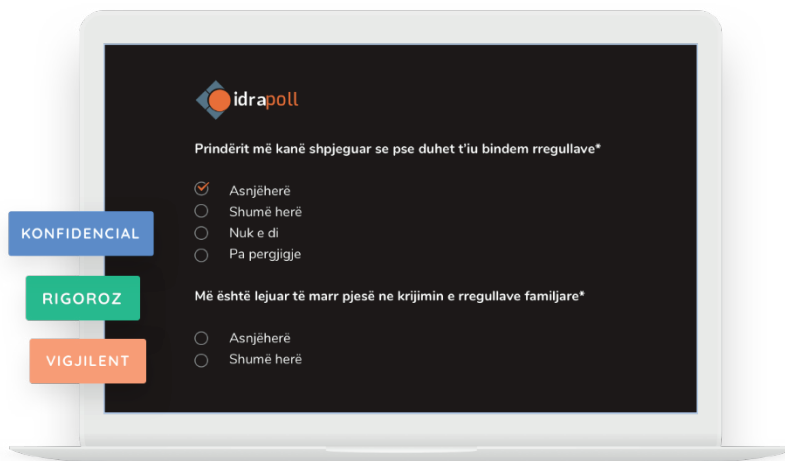 idrapoll
Prindërit më kanë shpjeguar se pse duhet t'iu bindem rregullave*
Asnjëherë
Shumë herë
Nuk e di
Pa pergjigje
Më është lejuar të marr pjesë ne krijimin e rregullave familjare*
Asnjëherë
Shumë herë
KONFIDENCIAL
RIGOROZ
VIGJILENT